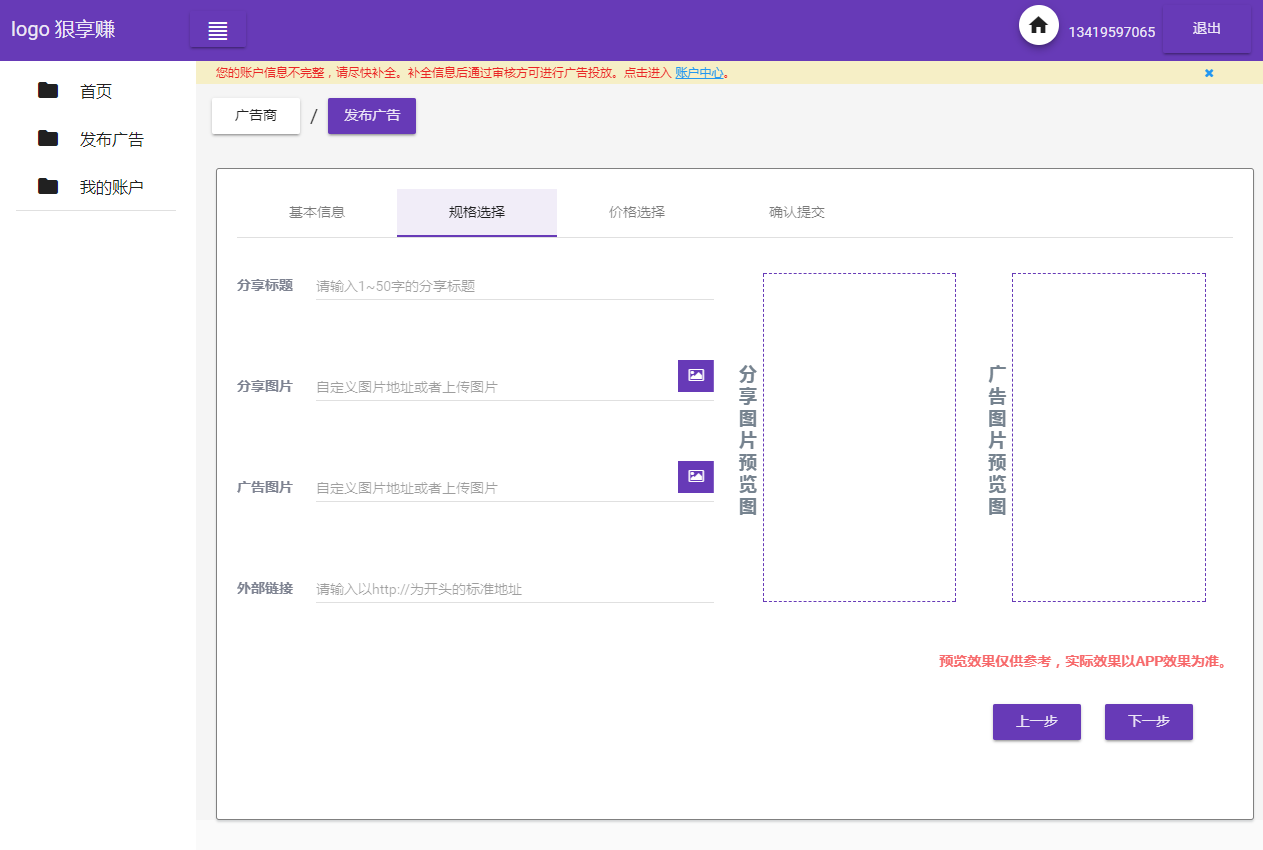 logo 狠享赚
13419597065
退出
您的账户信息不完整，请尽快补全。补全信息后通过审核方可进行广告投放。点击进入 账户中心。
首页
发布广告
我的账户
广告商 / 发布广告
基本信息 规格选择 价格选择 确认提交
分享标题 请输入1~50字的分享标题
分享图片 自定义图片地址或者上传图片
广告图片 自定义图片地址或者上传图片
外部链接 请输入以http://为开头的标准地址
分享图片预览图
广告图片预览图
预览效果仅供参考，实际效果以APP效果为准。
上一步 下一步